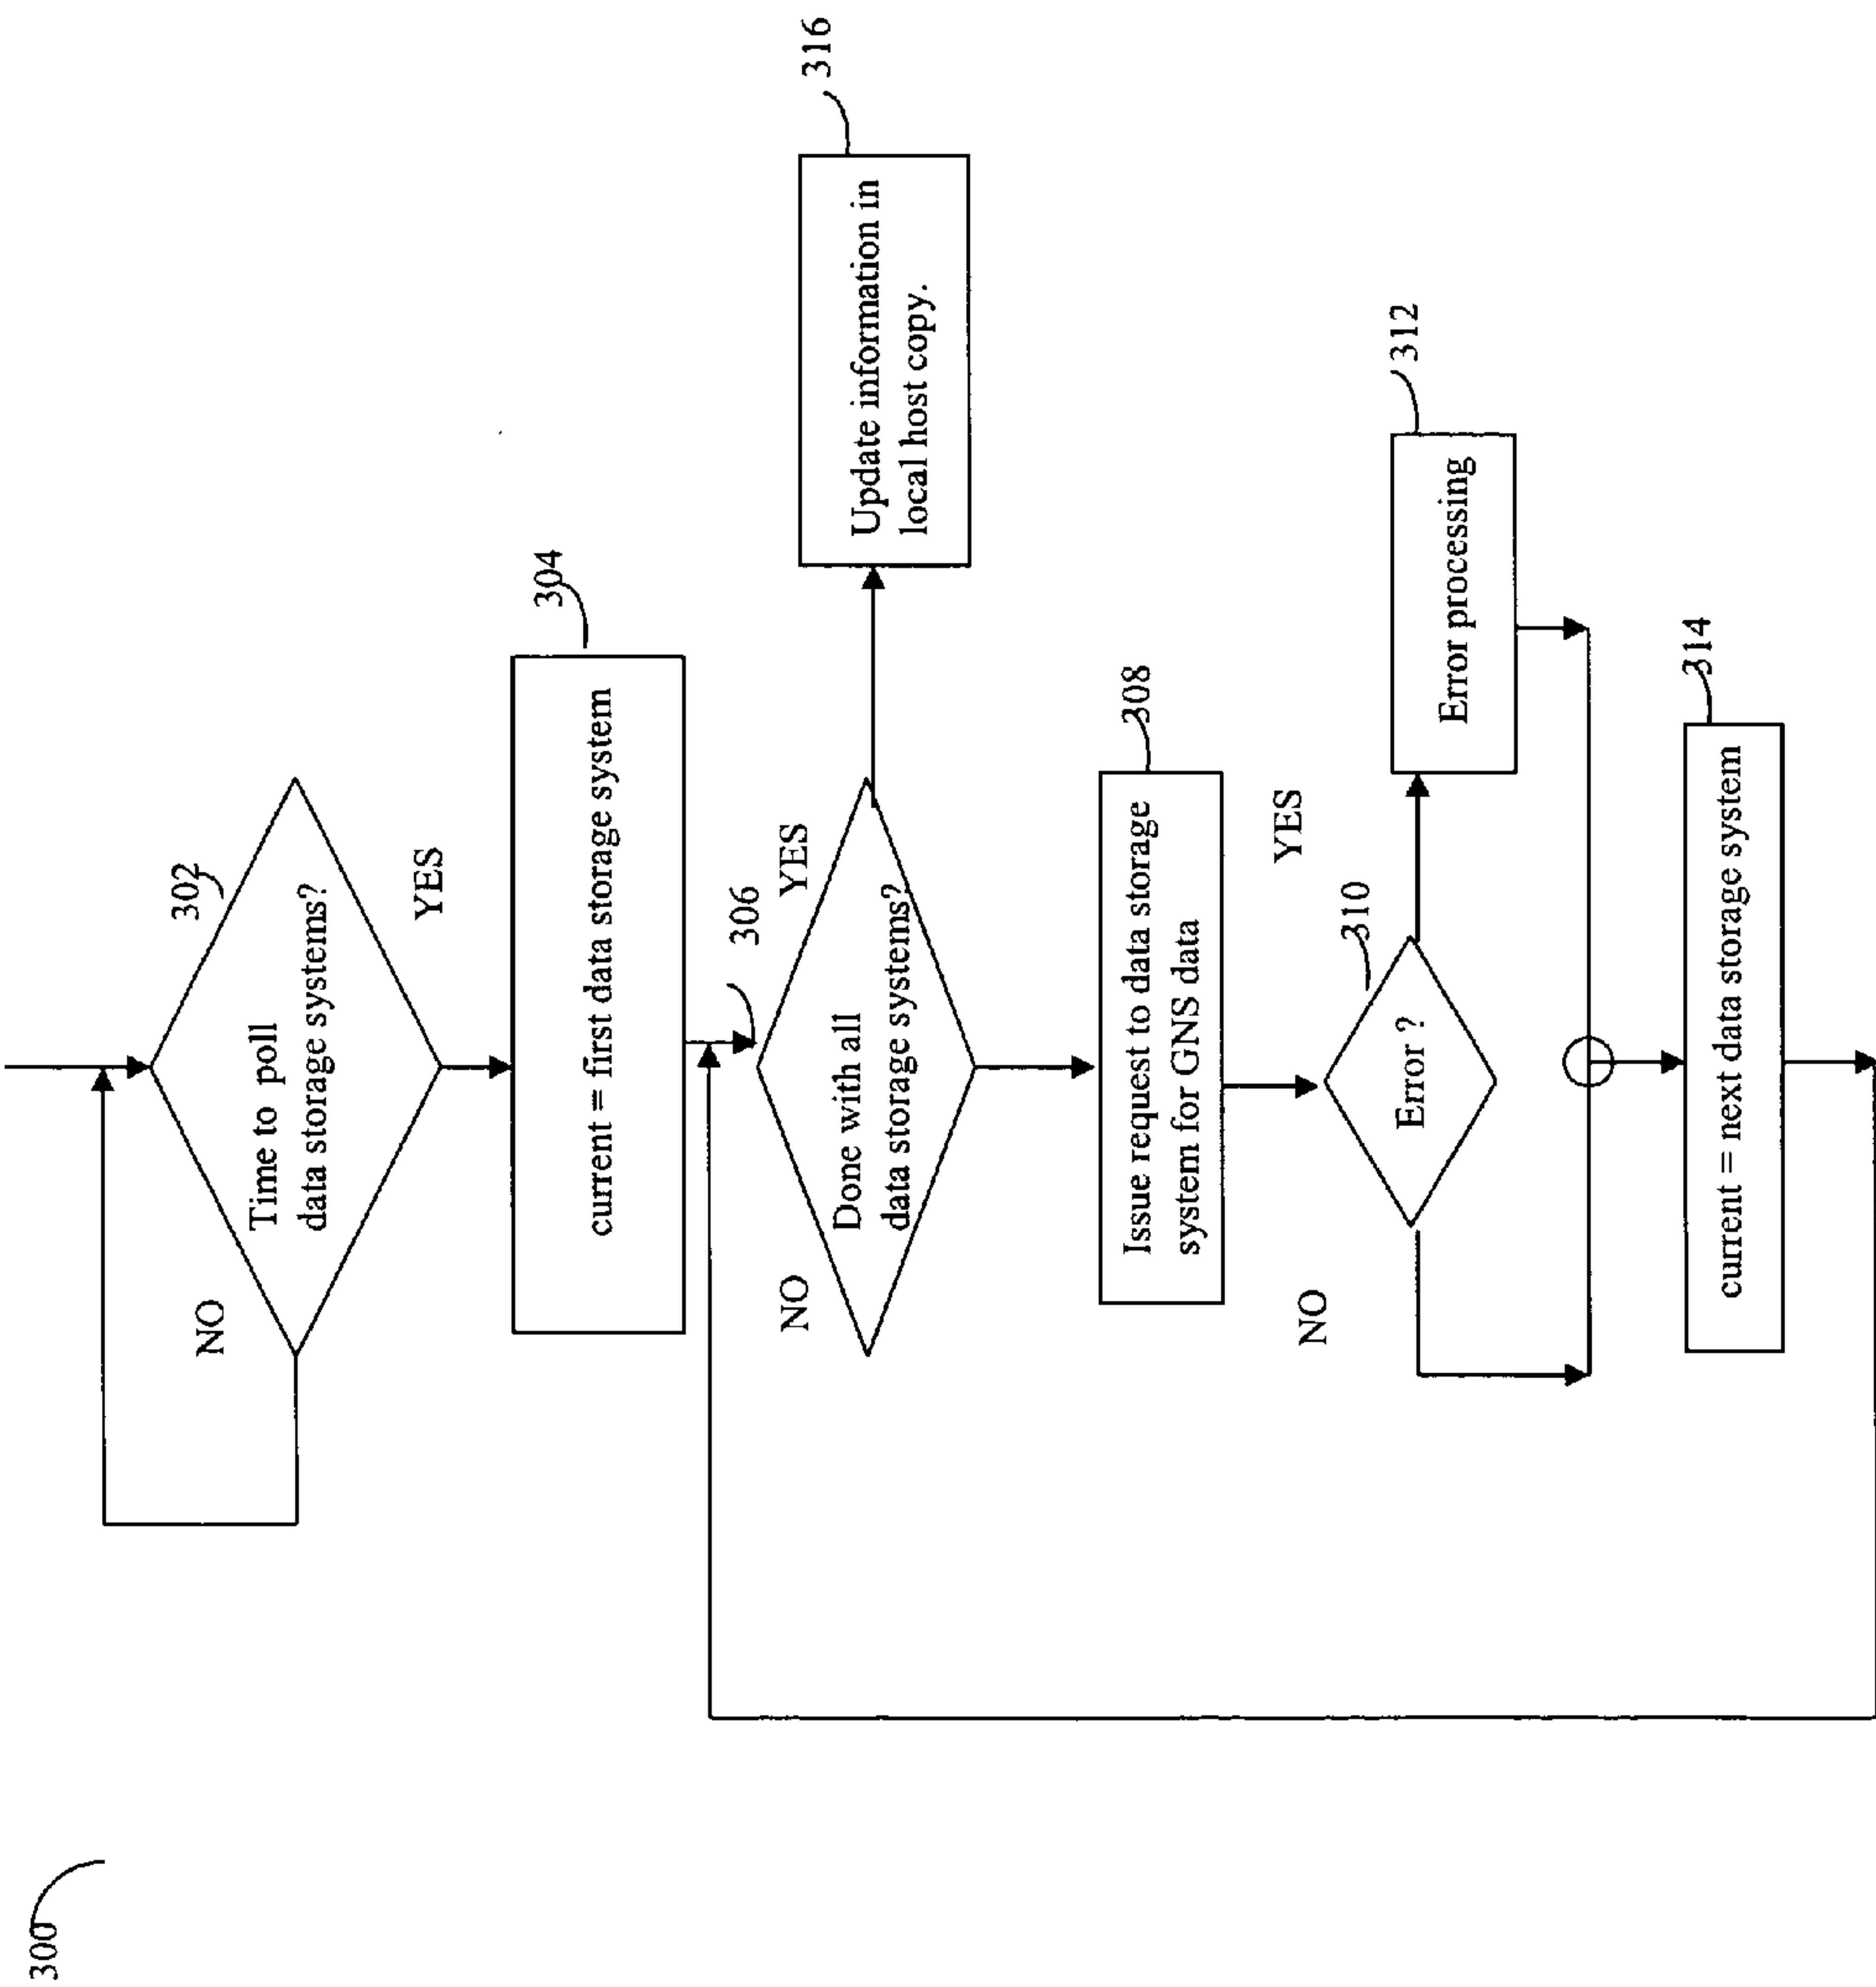 300
302
Time to poll
data storage systems?
NO
YES
304
current = first data storage system
306
YES
NO
Done with all
data storage systems?
316
Update information in
local host copy.
308
Issue request to data storage
system for GNS data
YES
NO
310
Error ?
312
Error processing
314
current = next data storage system